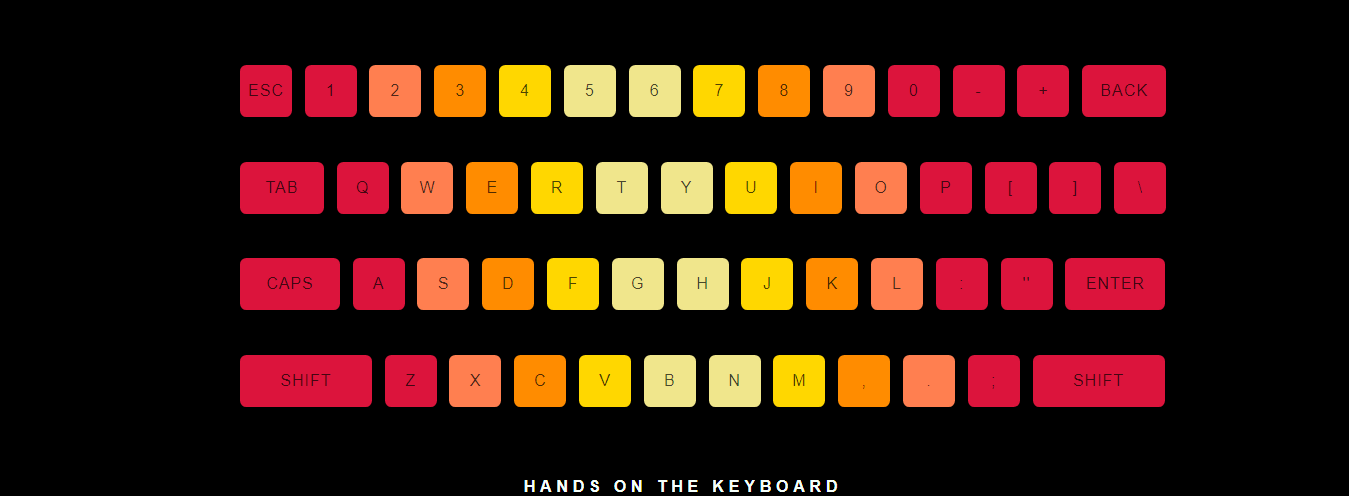 ESC 1 2 3 4 5 6 7 8 9 0 - + BACK
TAB Q W E R T Y U I O P [ ] \
CAPS A S D F G H J K L : " ENTER
SHIFT Z X C V B N M , . ; SHIFT
HANDS ON THE KEYBOARD